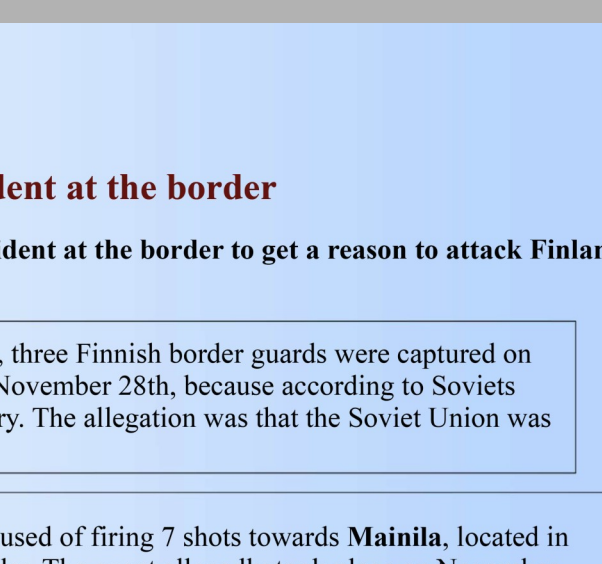 dent at the border
ident at the border to get a reason to attack Finlan
, three Finnish border guards were captured on
November 28th, because according to Soviets
ry. The allegation was that the Soviet Union was
used of firing 7 shots towards Mainila, located in